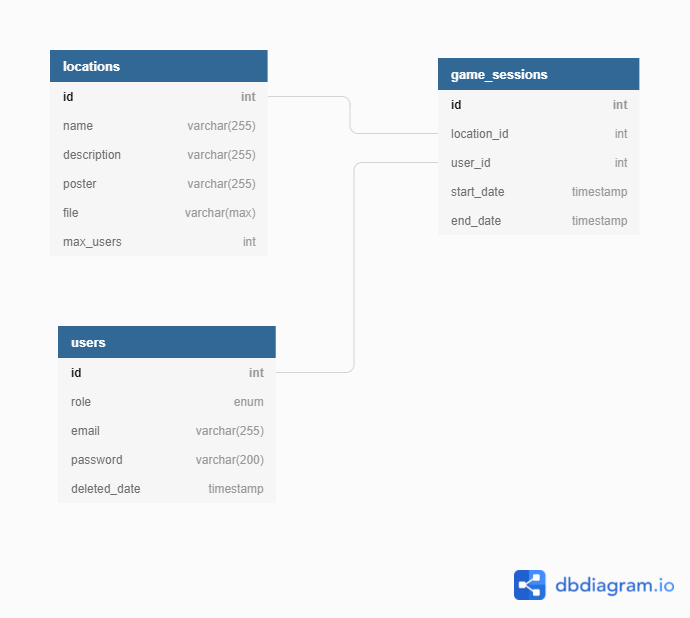 locations
id int
name varchar(255)
description varchar(255)
poster varchar(255)
file varchar(max)
max_users int
game_sessions
id int
location_id int
user_id int
start_date timestamp
end_date timestamp
users
id int
role enum
email varchar(255)
password varchar(200)
deleted_date timestamp
dbdiagram.io